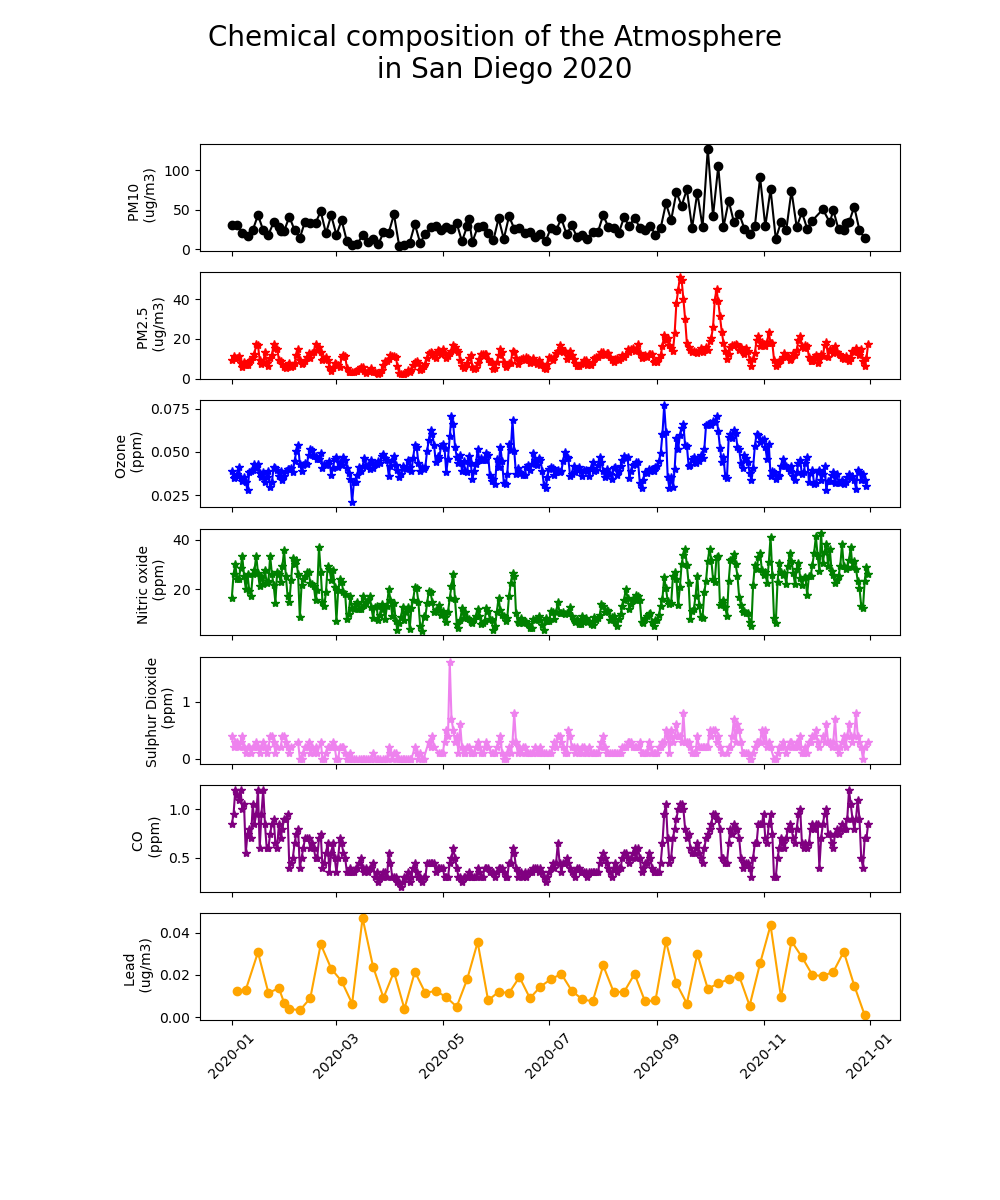 Chemical composition of the Atmosphere
in San Diego 2020
PM10
(ug/m3)
100
50
0
PM2.5
(ug/m3)
40
20
0
Ozone
(ppm)
0.075
0.050
0.025
Nitric oxide
(ppm)
40
20
Sulphur Dioxide
(ppm)
1
0
CO
(ppm)
1.0
0.5
Lead
(ug/m3)
0.04
0.02
0.00
2020-01
2020-03
2020-05
2020-07
2020-09
2020-11
2021-01